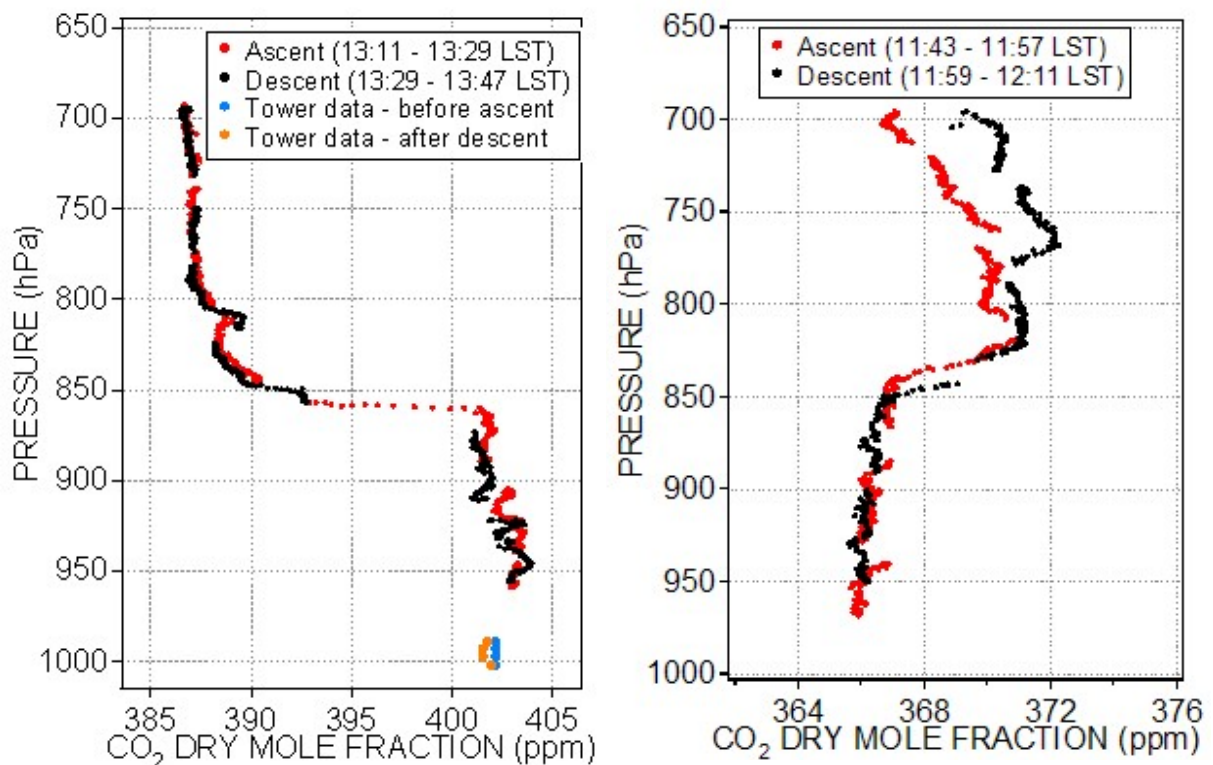 650
700
750
800
850
900
950
1000
PRESSURE (hPa)
Ascent (13:11 - 13:29 LST)
Descent (13:29 - 13:47 LST)
Tower data - before ascent
Tower data - after descent
385 390 395 400 405
CO2 DRY MOLE FRACTION (ppm)
650
700
750
800
850
900
950
1000
PRESSURE (hPa)
Ascent (11:43 - 11:57 LST)
Descent (11:59 - 12:11 LST)
364 368 372 376
CO2 DRY MOLE FRACTION (ppm)